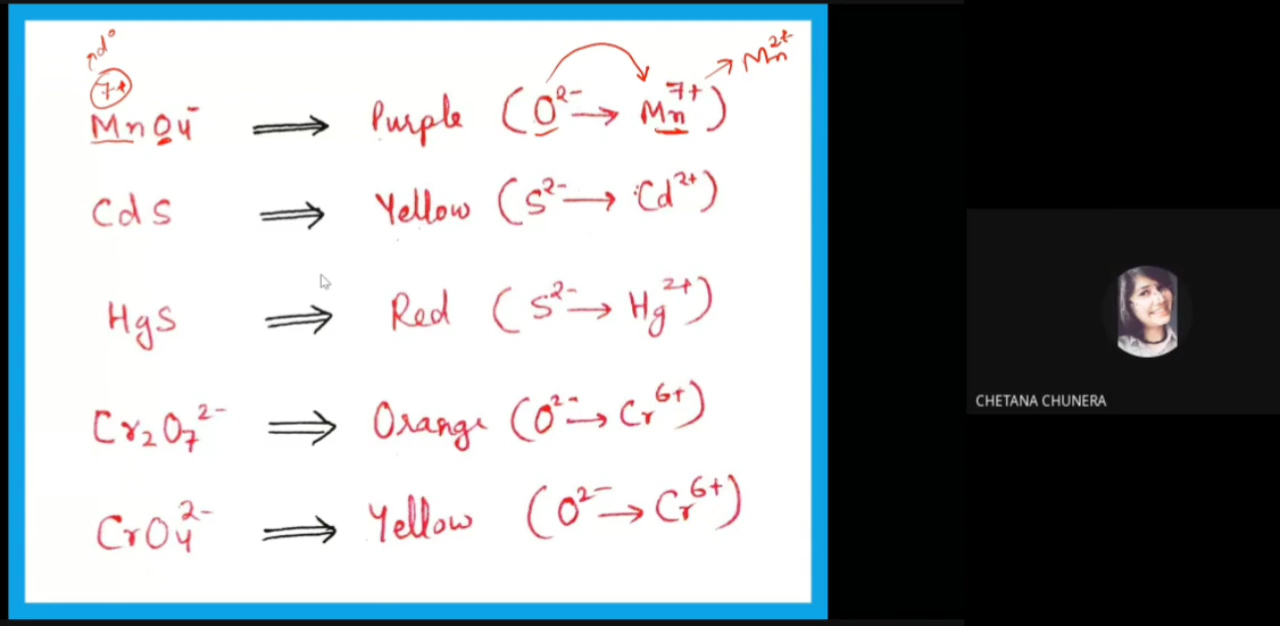 d⁰
7+
MnO₄⁻ ⟹ Purple (O²⁻ → Mn⁷⁺) → Mn²⁺
CdS ⟹ Yellow (S²⁻ → Cd²⁺)
HgS ⟹ Red (S²⁻ → Hg²⁺)
Cr₂O₇²⁻ ⟹ Orange (O²⁻ → Cr⁶⁺)
CrO₄²⁻ ⟹ Yellow (O²⁻ → Cr⁶⁺)
CHETANA CHUNERA